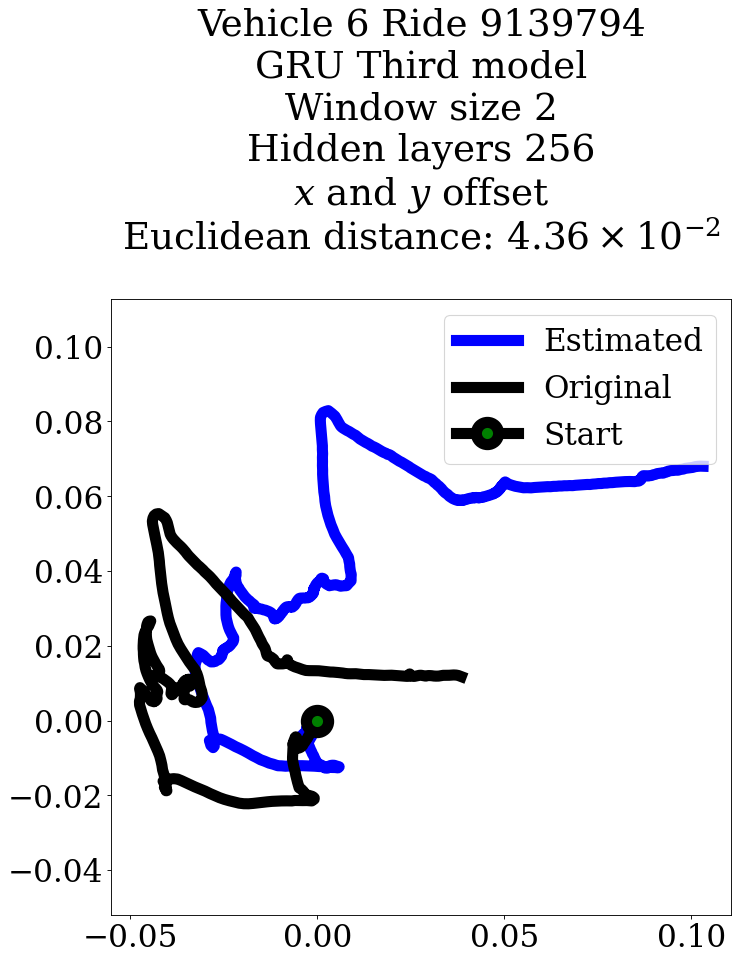 Vehicle 6 Ride 9139794
GRU Third model
Window size 2
Hidden layers 256
x and y offset
Euclidean distance: 4.36 × 10⁻²
Estimated
Original
Start
0.10
0.08
0.06
0.04
0.02
0.00
−0.02
−0.04
−0.05 0.00 0.05 0.10